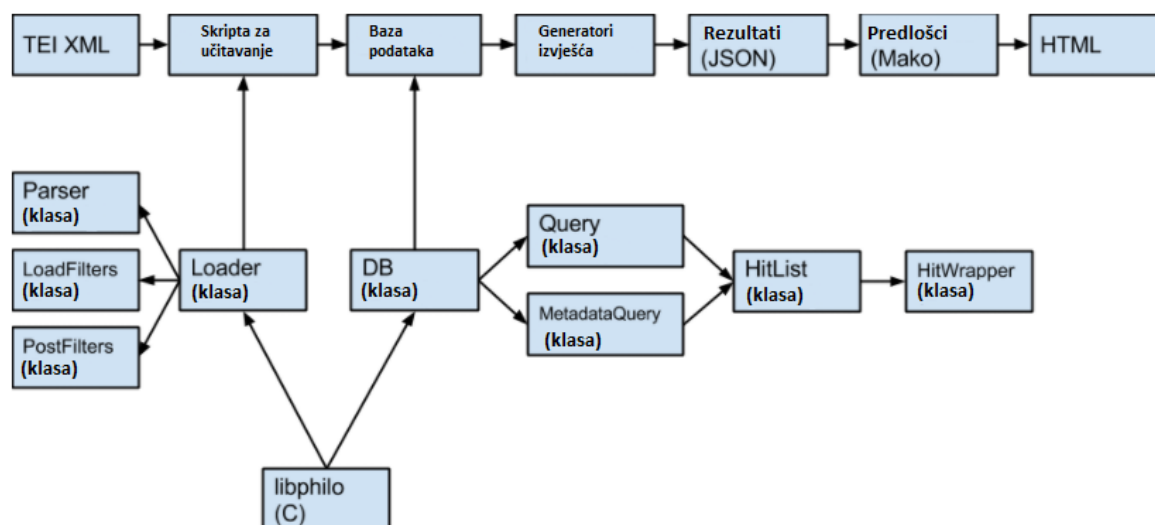 TEI XML
Skripta za
učitavanje
Baza
podataka
Generatori
izvješća
Rezultati
(JSON)
Predlošci
(Mako)
HTML
Parser
(klasa)
LoadFilters
(klasa)
PostFilters
(klasa)
Loader
(klasa)
DB
(klasa)
Query
(klasa)
MetadataQuery
(klasa)
HitList
(klasa)
HitWrapper
(klasa)
libphilo
(C)